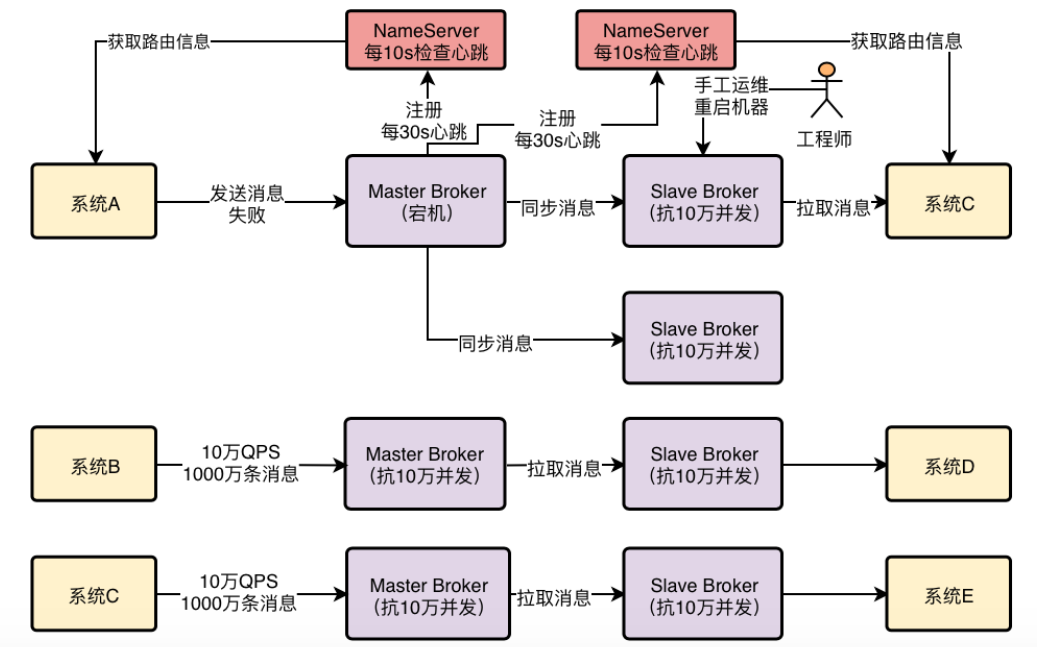 NameServer
每10s检查心跳
NameServer
每10s检查心跳
获取路由信息
获取路由信息
手工运维
重启机器
工程师
注册
每30s心跳
注册
每30s心跳
系统A
发送消息
失败
Master Broker
（宕机）
同步消息
Slave Broker
（抗10万并发）
拉取消息
系统C
同步消息
Slave Broker
（抗10万并发）
系统B
10万QPS
1000万条消息
Master Broker
（抗10万并发）
拉取消息
Slave Broker
（抗10万并发）
系统D
系统C
10万QPS
1000万条消息
Master Broker
（抗10万并发）
拉取消息
Slave Broker
（抗10万并发）
系统E